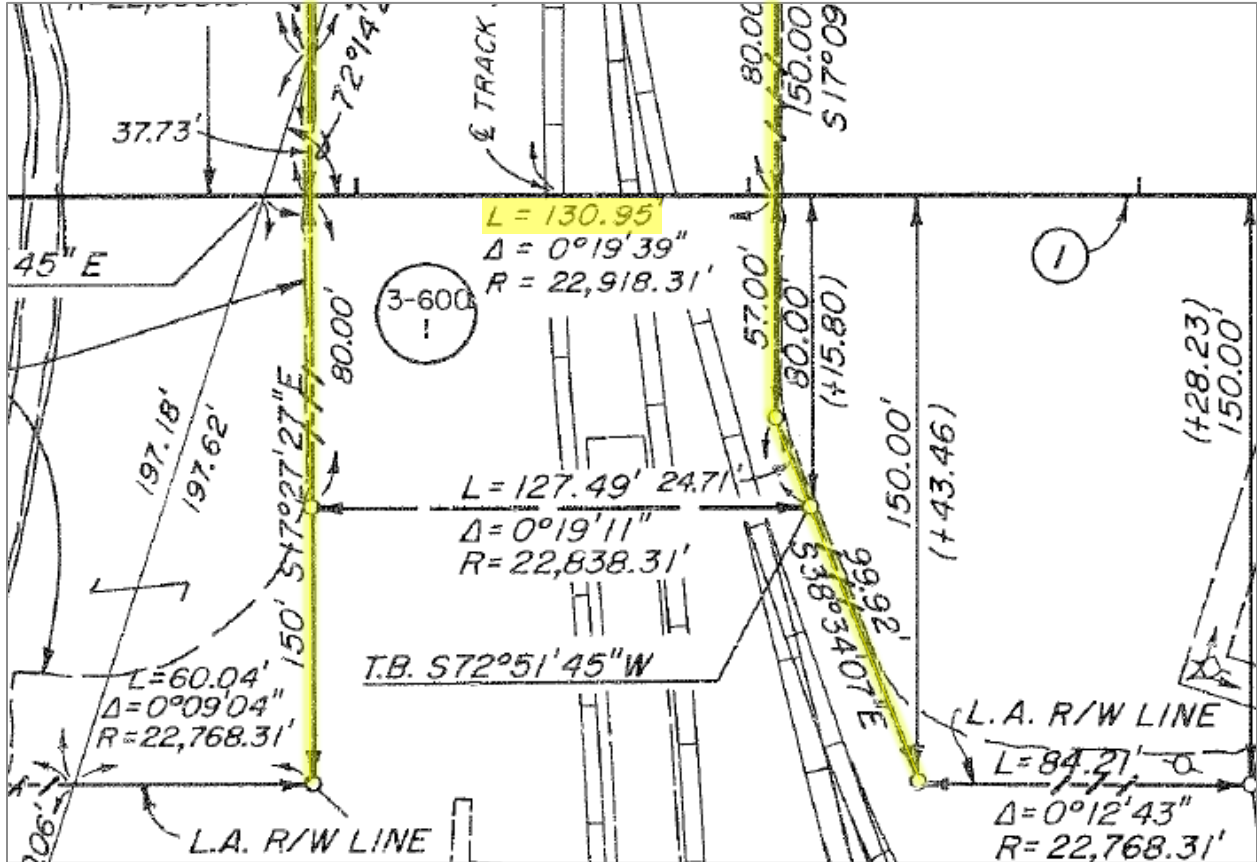 72°14'
₵ TRACK
80.00'
150.00'
S17°09
37.73'
L = 130.95'
Δ = 0°19'39"
R = 22,918.31'
45" E
3-600
1
80.00'
57.00'
80.00'
(+15.80)
1
(+28.23)
150.00'
197.18'
197.62'
150' S17°27'27"E
L = 127.49'
24.71'
Δ = 0°19'11"
R = 22,838.31'
150.00'
(+43.46)
99.92'
S38°34'07"E
T.B. S72°51'45"W
L=60.04'
Δ=0°09'04"
R=22,768.31'
L.A. R/W LINE
L=84.21'
Δ=0°12'43"
R=22,768.31'
L.A. R/W LINE